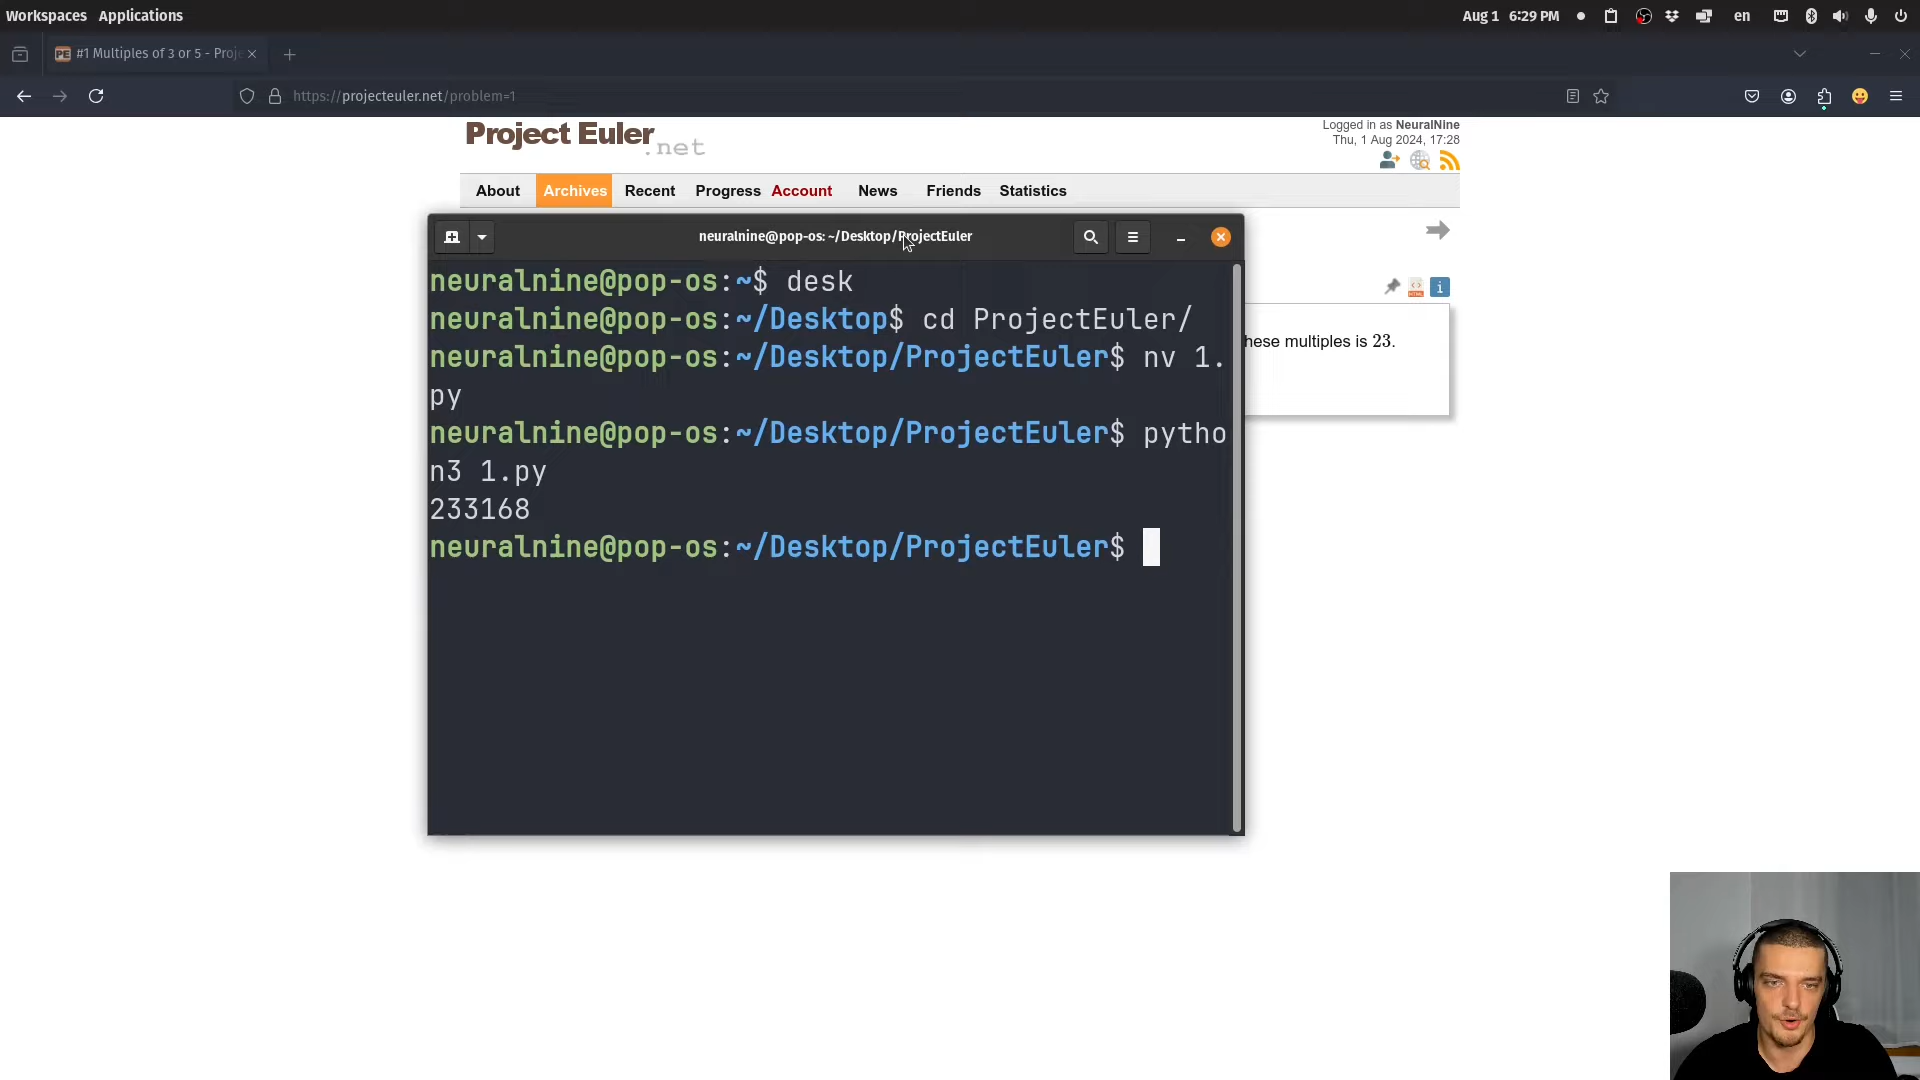 Workspaces Applications
Aug 1 6:29 PM
en
#1 Multiples of 3 or 5 - Proje
https://projecteuler.net/problem=1
Project Euler
.net
Logged in as NeuralNine
Thu, 1 Aug 2024, 17:28
About Archives Recent Progress Account News Friends Statistics
neuralnine@pop-os: ~/Desktop/ProjectEuler
neuralnine@pop-os:~$ desk
neuralnine@pop-os:~/Desktop$ cd ProjectEuler/
neuralnine@pop-os:~/Desktop/ProjectEuler$ nv 1.
py
neuralnine@pop-os:~/Desktop/ProjectEuler$ pytho
n3 1.py
233168
neuralnine@pop-os:~/Desktop/ProjectEuler$
hese multiples is 23.